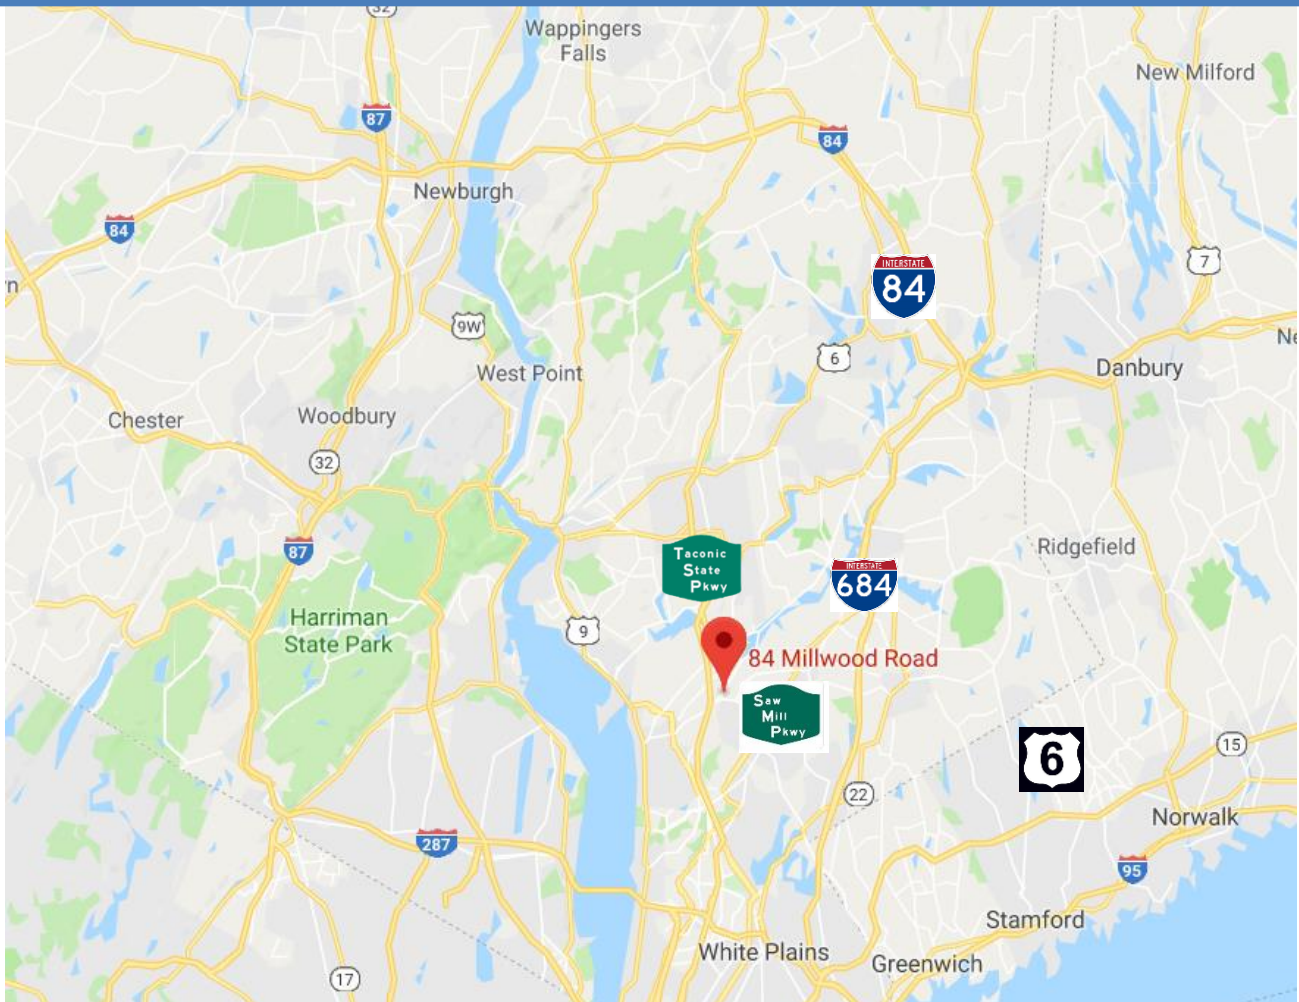 32
Wappingers
Falls
New Milford
87
84
Newburgh
84
7
INTERSTATE
84
9W
6
West Point
Danbury
Chester
Woodbury
32
87
Taconic
State
Pkwy
Ridgefield
INTERSTATE
684
Harriman
State Park
9
84 Millwood Road
Saw
Mill
Pkwy
6
15
22
Norwalk
287
95
Stamford
White Plains
Greenwich
17